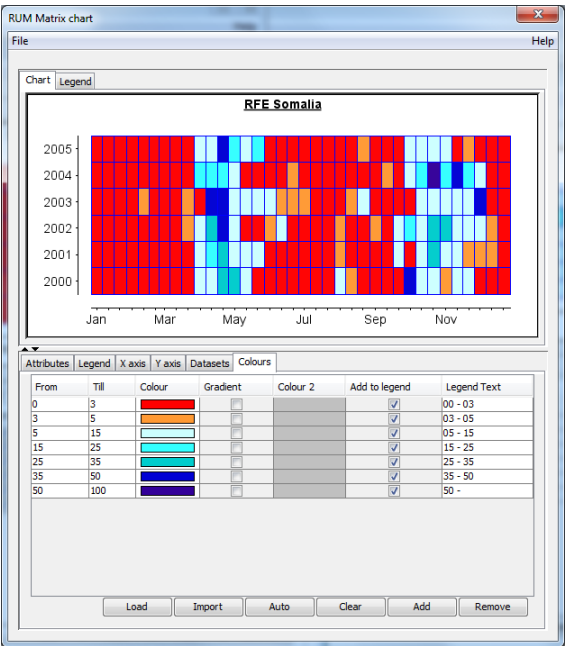 RUM Matrix chart
File Help
Chart Legend
RFE Somalia
2005
2004
2003
2002
2001
2000
Jan Mar May Jul Sep Nov
Attributes Legend X axis Y axis Datasets Colours
From Till Colour Gradient Colour 2 Add to legend Legend Text
0 3 00 - 03
3 5 03 - 05
5 15 05 - 15
15 25 15 - 25
25 35 25 - 35
35 50 35 - 50
50 100 50 -
Load Import Auto Clear Add Remove